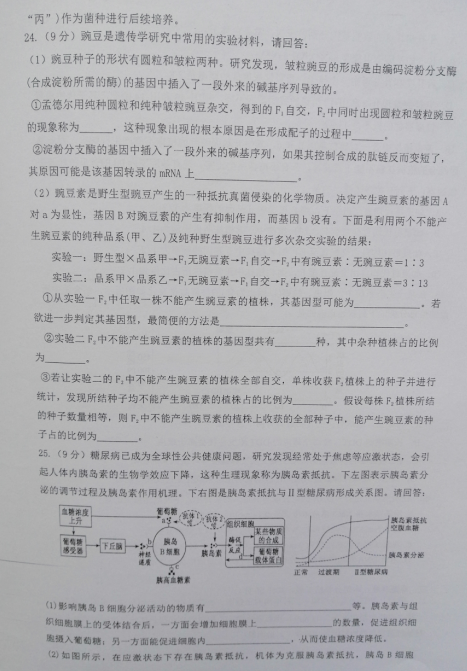 “丙”)作为菌种进行后续培养。
24.(9分)豌豆是遗传学研究中常用的实验材料，请回答：
(1)豌豆种子的形状有圆粒和皱粒两种。研究发现，皱粒豌豆的形成是由编码淀粉分支酶
(合成淀粉所需的酶)的基因中插入了一段外来的碱基序列导致的。
①孟德尔用纯种圆粒和纯种皱粒豌豆杂交，得到的F₁自交，F₂中同时出现圆粒和皱粒豌豆
的现象称为______，这种现象出现的根本原因是在形成配子的过程中______。
②淀粉分支酶的基因中插入了一段外来的碱基序列，如果其控制合成的肽链反而变短了，
其原因可能是该基因转录的mRNA上______。
(2)豌豆素是野生型豌豆产生的一种抵抗真菌侵染的化学物质。决定产生豌豆素的基因A
对a为显性，基因B对豌豆素的产生有抑制作用，而基因b没有。下面是利用两个不能产
生豌豆素的纯种品系(甲、乙)及纯种野生型豌豆进行多次杂交实验的结果：
实验一：野生型×品系甲→F₁无豌豆素→F₁自交→F₂中有豌豆素：无豌豆素=1：3
实验二：品系甲×品系乙→F₁无豌豆素→F₁自交→F₂中有豌豆素：无豌豆素=3：13
①从实验一F₂中任取一株不能产生豌豆素的植株，其基因型可能为______。若
欲进一步判定其基因型，最简便的方法是______。
②实验二F₂中不能产生豌豆素的植株的基因型共有______种，其中杂种植株占的比例
为______。
③若让实验二的F₂中不能产生豌豆素的植株全部自交，单株收获F₂植株上的种子并进行
统计，发现所结种子均不能产生豌豆素的植株占的比例为______。假设每株F₂植株所结
的种子数量相等，则F₂中不能产生豌豆素的植株上收获的全部种子中，能产生豌豆素的种
子占的比例为______。
25.(9分)糖尿病已成为全球性公共健康问题，研究发现经常处于焦虑等应激状态，会引
起人体内胰岛素的生物学效应下降，这种生理现象称为胰岛素抵抗。下左图表示胰岛素分
泌的调节过程及胰岛素作用机理。下右图是胰岛素抵抗与Ⅱ型糖尿病形成关系图。请回答：
血糖浓度
上升
葡萄糖
感受器
下丘脑
神经
递质
葡萄糖
胰岛
B细胞
胰高血糖素
抗体1
抗体2
胰岛素
组织细胞
酶促
反应
某些物质
的合成
葡萄糖
载体蛋白
胰岛素抵抗
空腹血糖
胰岛素分泌
正常 过渡期 Ⅱ型糖尿病
(1)影响胰岛B细胞分泌活动的物质有______等。胰岛素与组
织细胞膜上的受体结合后，一方面会增加细胞膜上______的数量，促进组织细
胞摄入葡萄糖；另一方面能促进细胞内______，从而使血糖浓度降低。
(2)如图所示，在应激状态下存在胰岛素抵抗，机体为克服胰岛素抵抗，胰岛B细胞